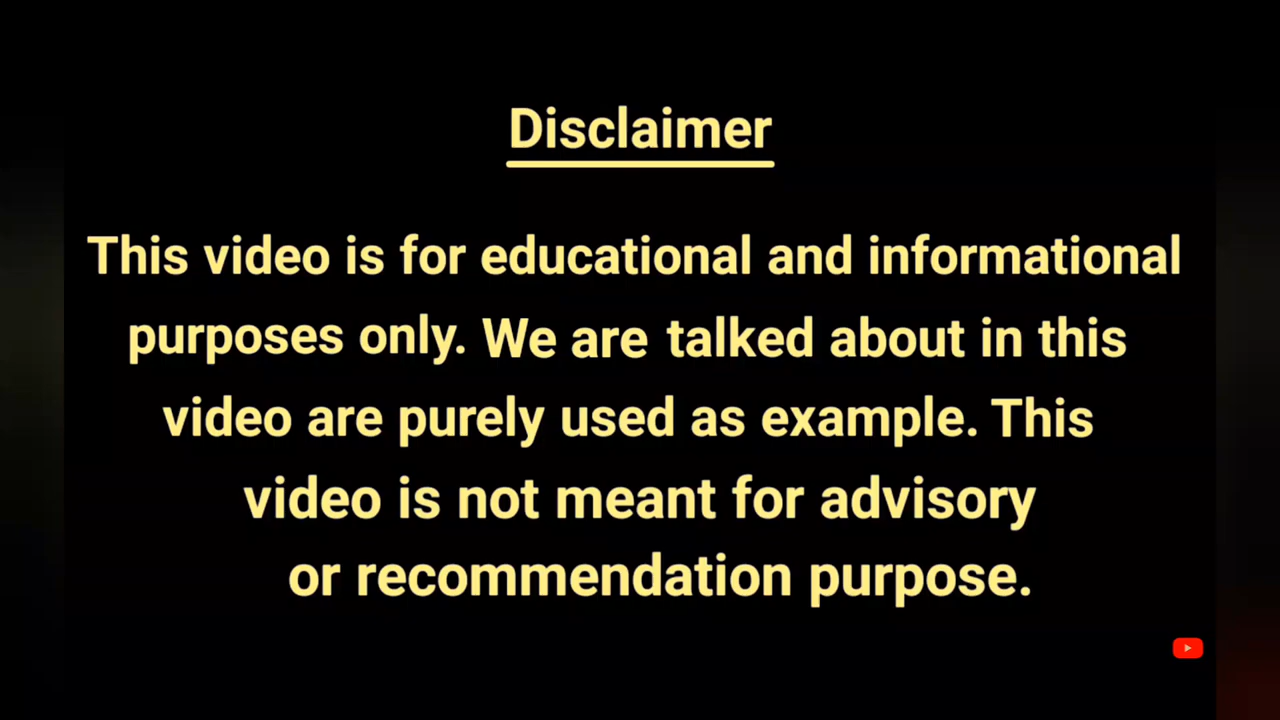 Disclaimer
This video is for educational and informational
purposes only. We are talked about in this
video are purely used as example. This
video is not meant for advisory
or recommendation purpose.